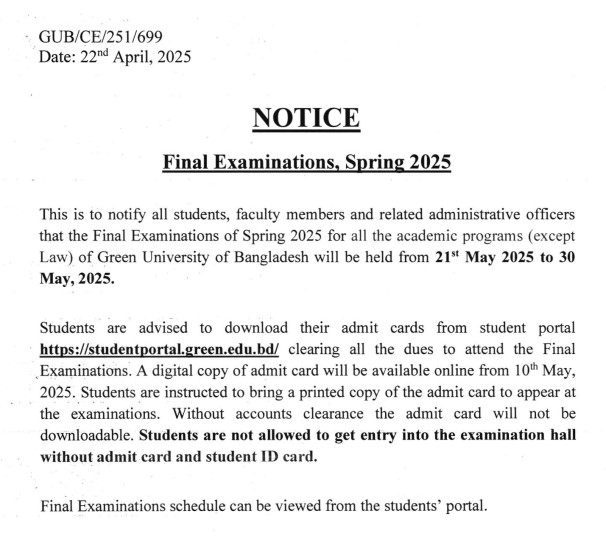 GUB/CE/251/699
Date: 22nd April, 2025
NOTICE
Final Examinations, Spring 2025
This is to notify all students, faculty members and related administrative officers
that the Final Examinations of Spring 2025 for all the academic programs (except
Law) of Green University of Bangladesh will be held from 21st May 2025 to 30
May, 2025.
Students are advised to download their admit cards from student portal
https://studentportal.green.edu.bd/ clearing all the dues to attend the Final
Examinations. A digital copy of admit card will be available online from 10th May,
2025. Students are instructed to bring a printed copy of the admit card to appear at
the examinations. Without accounts clearance the admit card will not be
downloadable. Students are not allowed to get entry into the examination hall
without admit card and student ID card.
Final Examinations schedule can be viewed from the students' portal.